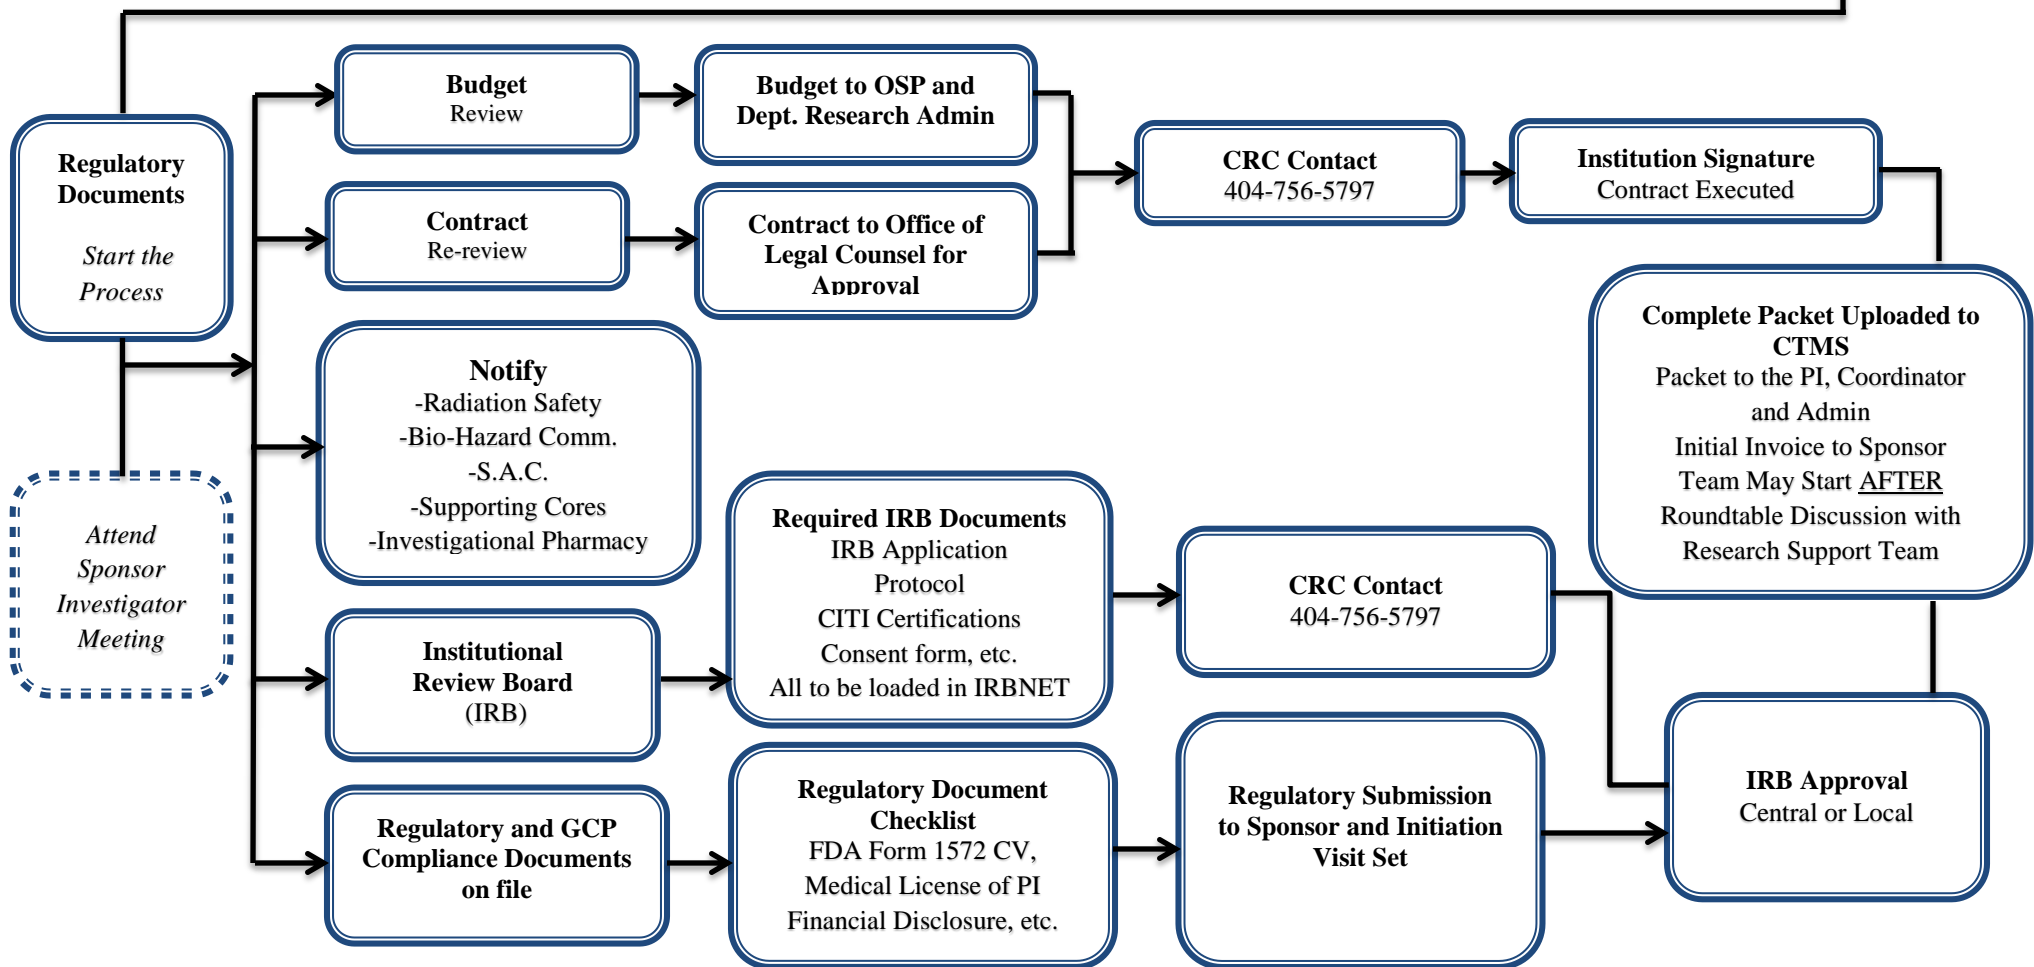 Regulatory
Documents
Start the
Process
Attend
Sponsor
Investigator
Meeting
Budget
Review
Budget to OSP and
Dept. Research Admin
Contract
Re-review
Contract to Office of
Legal Counsel for
Approval
CRC Contact
404-756-5797
Institution Signature
Contract Executed
Complete Packet Uploaded to
CTMS
Packet to the PI, Coordinator
and Admin
Initial Invoice to Sponsor
Team May Start AFTER
Roundtable Discussion with
Research Support Team
Notify
-Radiation Safety
-Bio-Hazard Comm.
-S.A.C.
-Supporting Cores
-Investigational Pharmacy
Institutional
Review Board
(IRB)
Required IRB Documents
IRB Application
Protocol
CITI Certifications
Consent form, etc.
All to be loaded in IRBNET
CRC Contact
404-756-5797
Regulatory and GCP
Compliance Documents
on file
Regulatory Document
Checklist
FDA Form 1572 CV,
Medical License of PI
Financial Disclosure, etc.
Regulatory Submission
to Sponsor and Initiation
Visit Set
IRB Approval
Central or Local